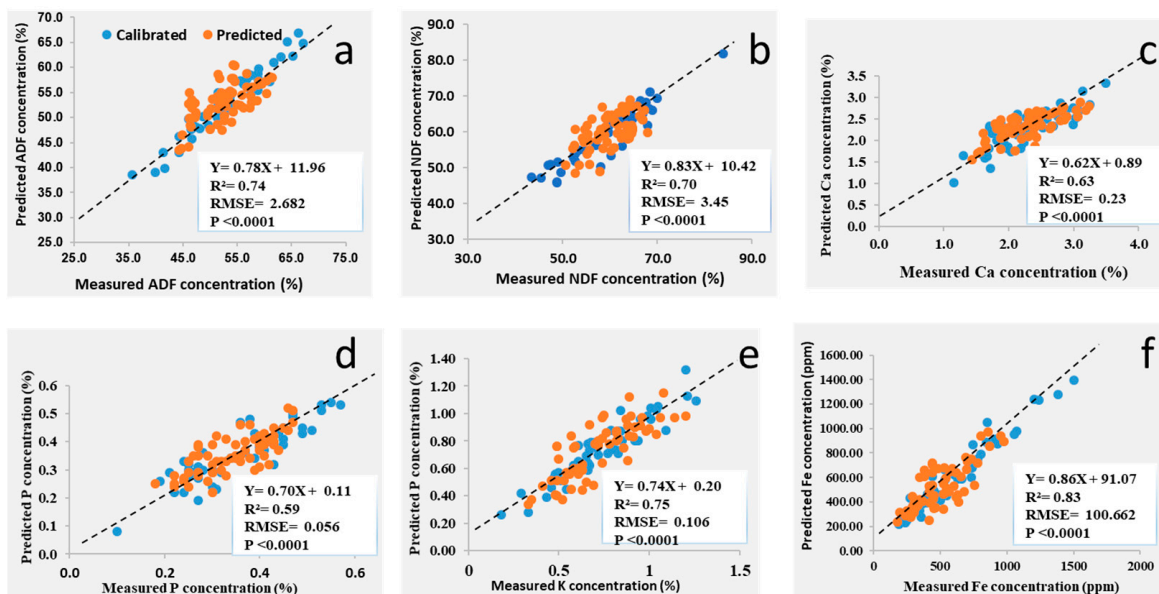 Calibrated Predicted
a
Predicted ADF concentration (%)
70.0
65.0
60.0
55.0
50.0
45.0
40.0
35.0
30.0
25.0
Y= 0.78X + 11.96
R²= 0.74
RMSE= 2.682
P <0.0001
25.0 35.0 45.0 55.0 65.0 75.0
Measured ADF concentration (%)
b
Predicted NDF concentration (%)
90.0
80.0
70.0
60.0
50.0
40.0
30.0
Y= 0.83X + 10.42
R²= 0.70
RMSE= 3.45
P <0.0001
30.0 50.0 70.0 90.0
Measured NDF concentration (%)
c
Predicted Ca concentration (%)
3.5
3.0
2.5
2.0
1.5
1.0
0.5
0.0
Y= 0.62X + 0.89
R²= 0.63
RMSE= 0.23
P <0.0001
0.0 1.0 2.0 3.0 4.0
Measured Ca concentration (%)
d
Predicted P concentration (%)
0.6
0.5
0.4
0.3
0.2
0.1
0.0
Y= 0.70X + 0.11
R²= 0.59
RMSE= 0.056
P <0.0001
0.0 0.2 0.4 0.6
Measured P concentration (%)
e
Predicted P concentration (%)
1.40
1.20
1.00
0.80
0.60
0.40
0.20
0.00
Y= 0.74X + 0.20
R²= 0.75
RMSE= 0.106
P <0.0001
0 0.5 1 1.5
Measured K concentration (%)
f
Predicted Fe concentration (ppm)
1600.00
1400.00
1200.00
1000.00
800.00
600.00
400.00
200.00
0.00
Y= 0.86X + 91.07
R²= 0.83
RMSE= 100.662
P <0.0001
0 500 1000 1500 2000
Measured Fe concentration (ppm)